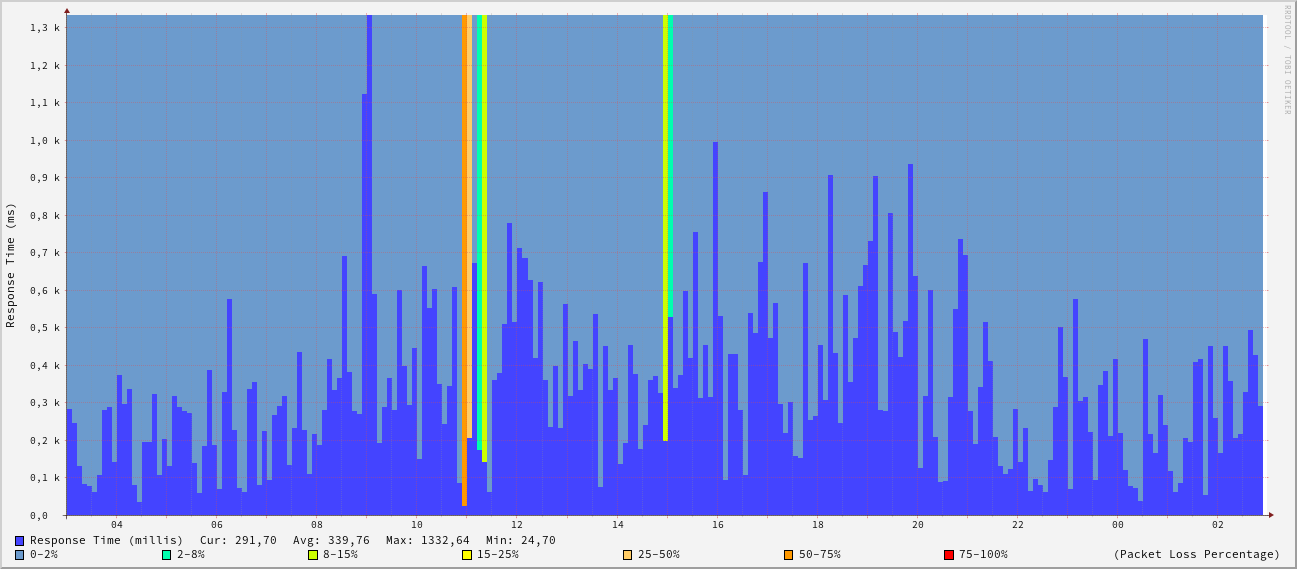 RRDTOOL / TOBI OETIKER
Response Time (ms)
1,3 k
1,2 k
1,1 k
1,0 k
0,9 k
0,8 k
0,7 k
0,6 k
0,5 k
0,4 k
0,3 k
0,2 k
0,1 k
0,0
04 06 08 10 12 14 16 18 20 22 00 02
Response Time (millis) Cur: 291,70 Avg: 339,76 Max: 1332,64 Min: 24,70
0-2% 2-8% 8-15% 15-25% 25-50% 50-75% 75-100% (Packet Loss Percentage)